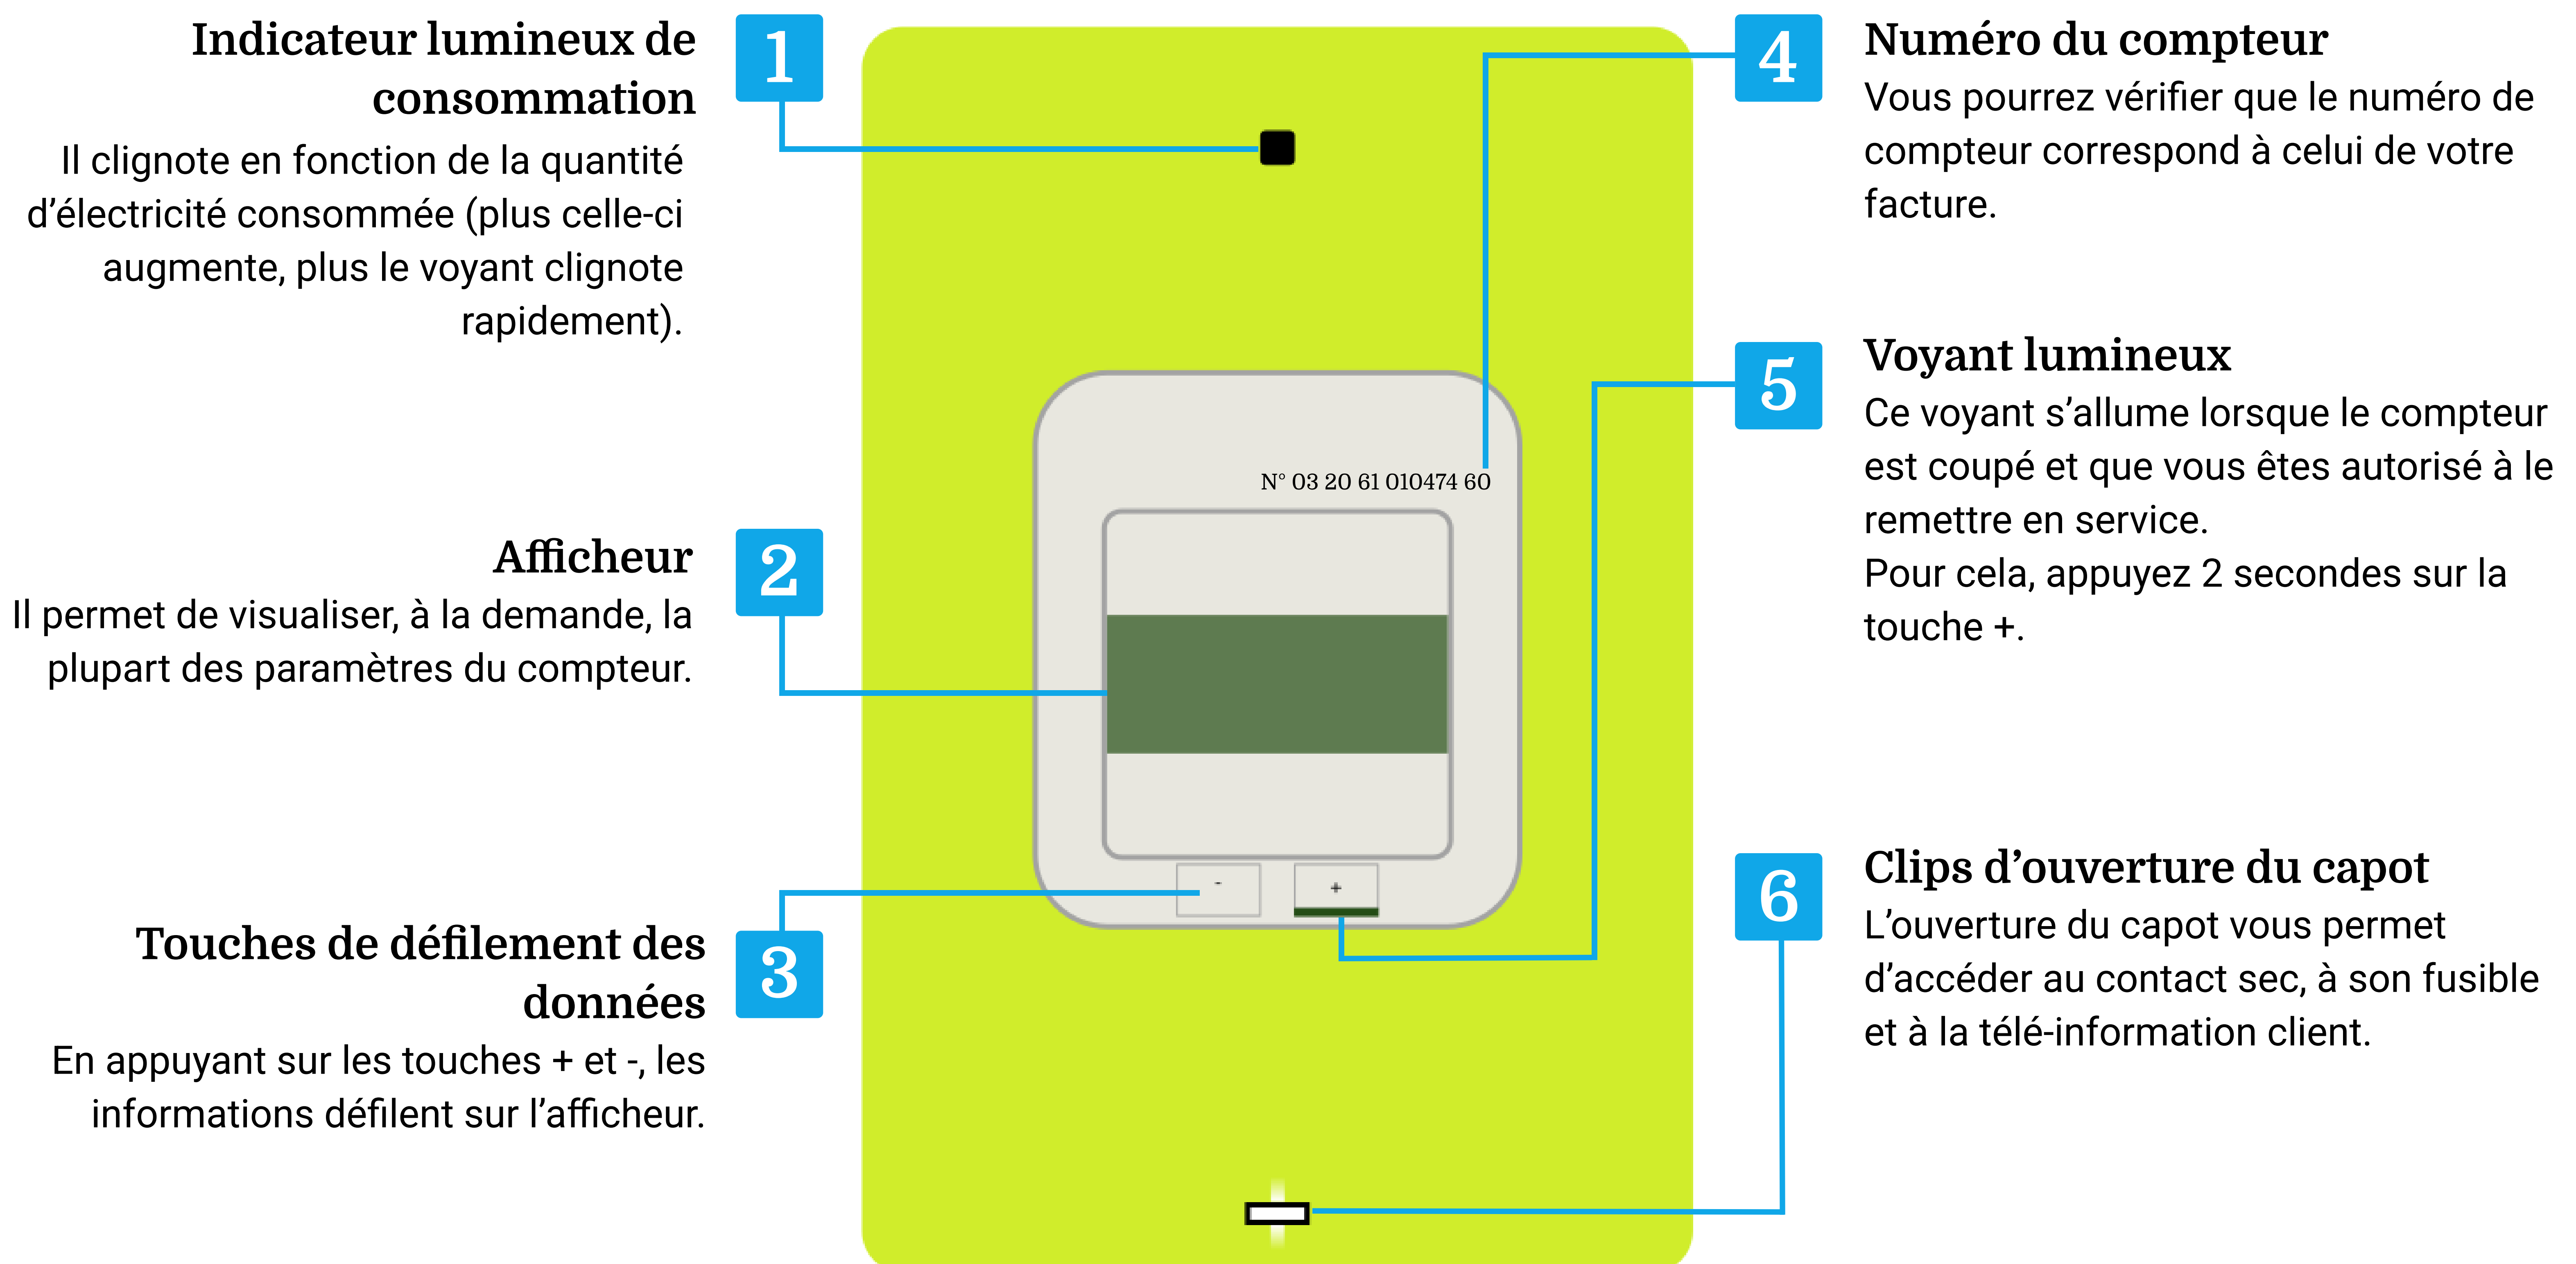 1
Indicateur lumineux de
consommation
Il clignote en fonction de la quantité
d’électricité consommée (plus celle-ci
augmente, plus le voyant clignote
rapidement).
2
Afficheur
Il permet de visualiser, à la demande, la
plupart des paramètres du compteur.
3
Touches de défilement des
données
En appuyant sur les touches + et -, les
informations défilent sur l’afficheur.
N° 03 20 61 010474 60
- +
4
Numéro du compteur
Vous pourrez vérifier que le numéro de
compteur correspond à celui de votre
facture.
5
Voyant lumineux
Ce voyant s’allume lorsque le compteur
est coupé et que vous êtes autorisé à le
remettre en service.
Pour cela, appuyez 2 secondes sur la
touche +.
6
Clips d’ouverture du capot
L’ouverture du capot vous permet
d’accéder au contact sec, à son fusible
et à la télé-information client.